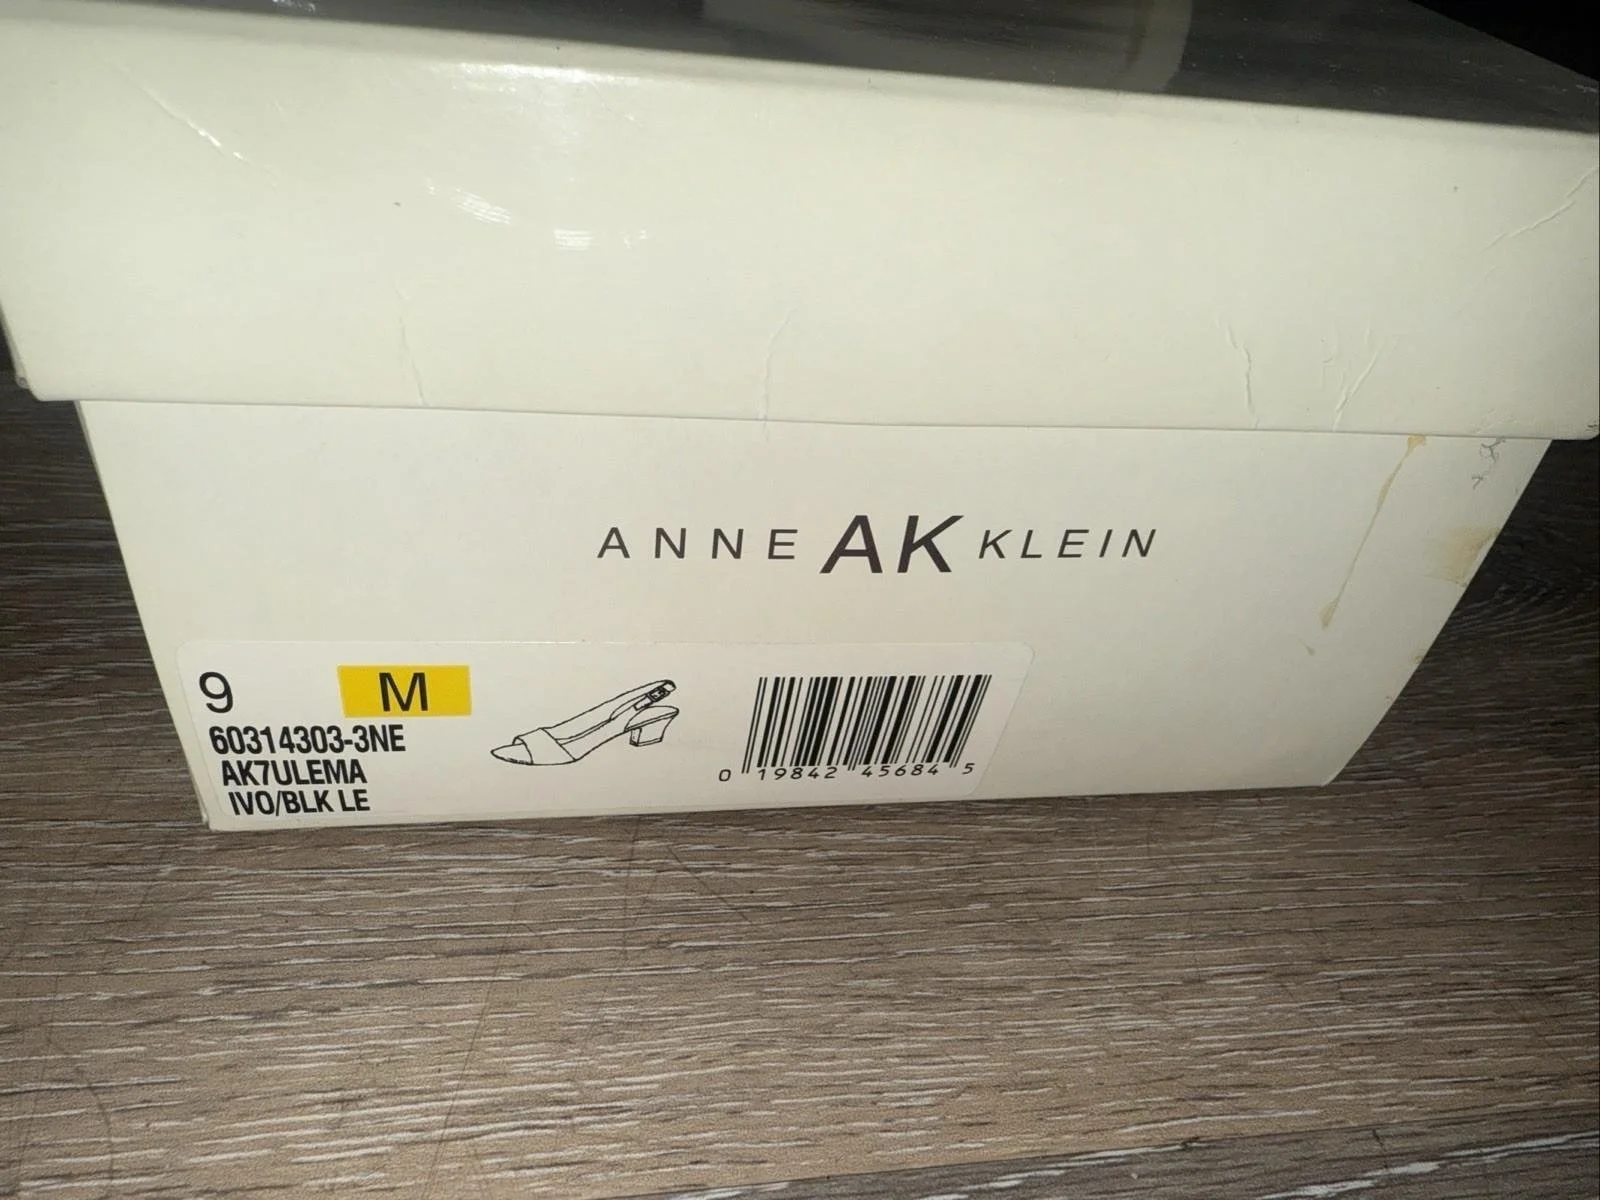 ANNE AK KLEIN
9 M
60314303-3NE
AK7ULEMA
IVO/BLK LE
0 19842 45684 5